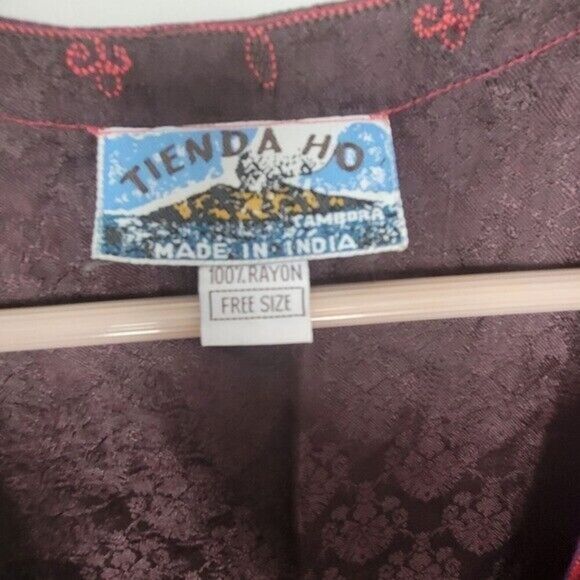 TIENDA HO
TAMBORA
MADE IN INDIA
100% RAYON
FREE SIZE